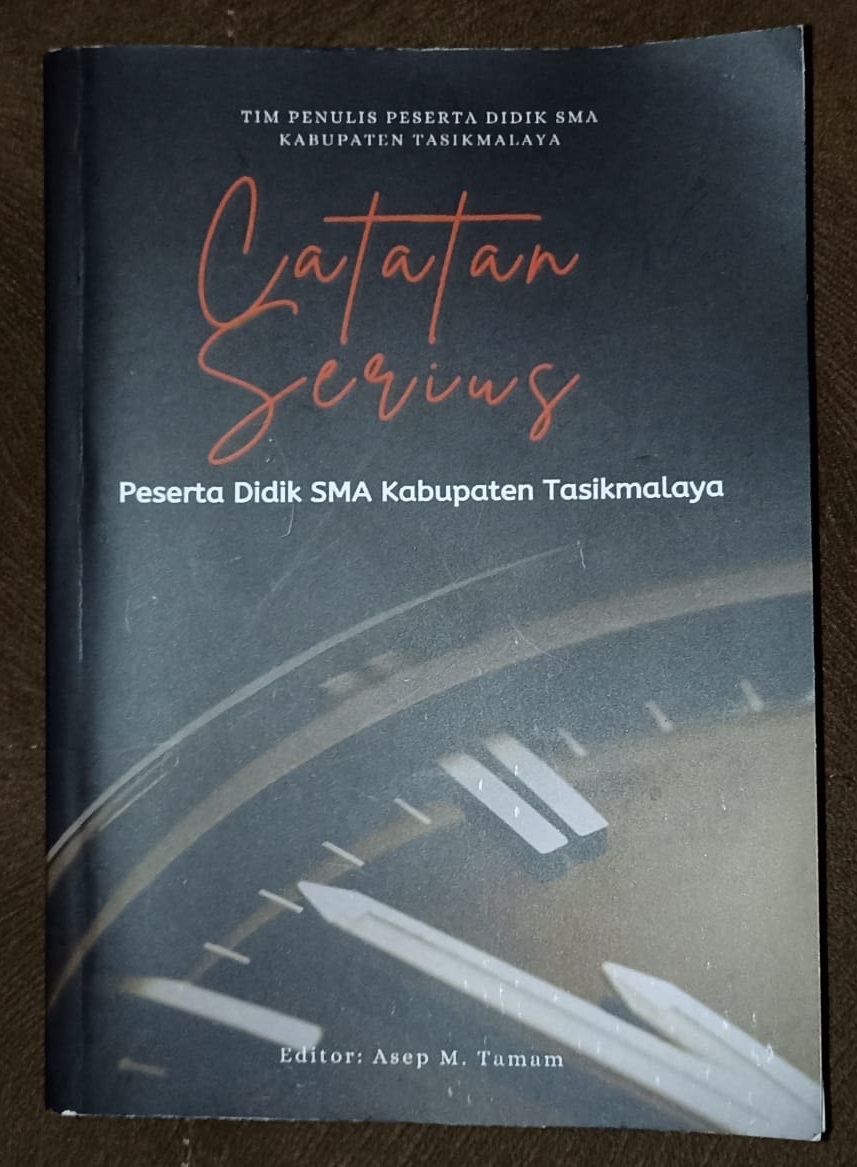 TIM PENULIS PESERTA DIDIK SMA
KABUPATEN TASIKMALAYA
Catatan
Serius
Peserta Didik SMA Kabupaten Tasikmalaya
Editor: Asep M. Tamam